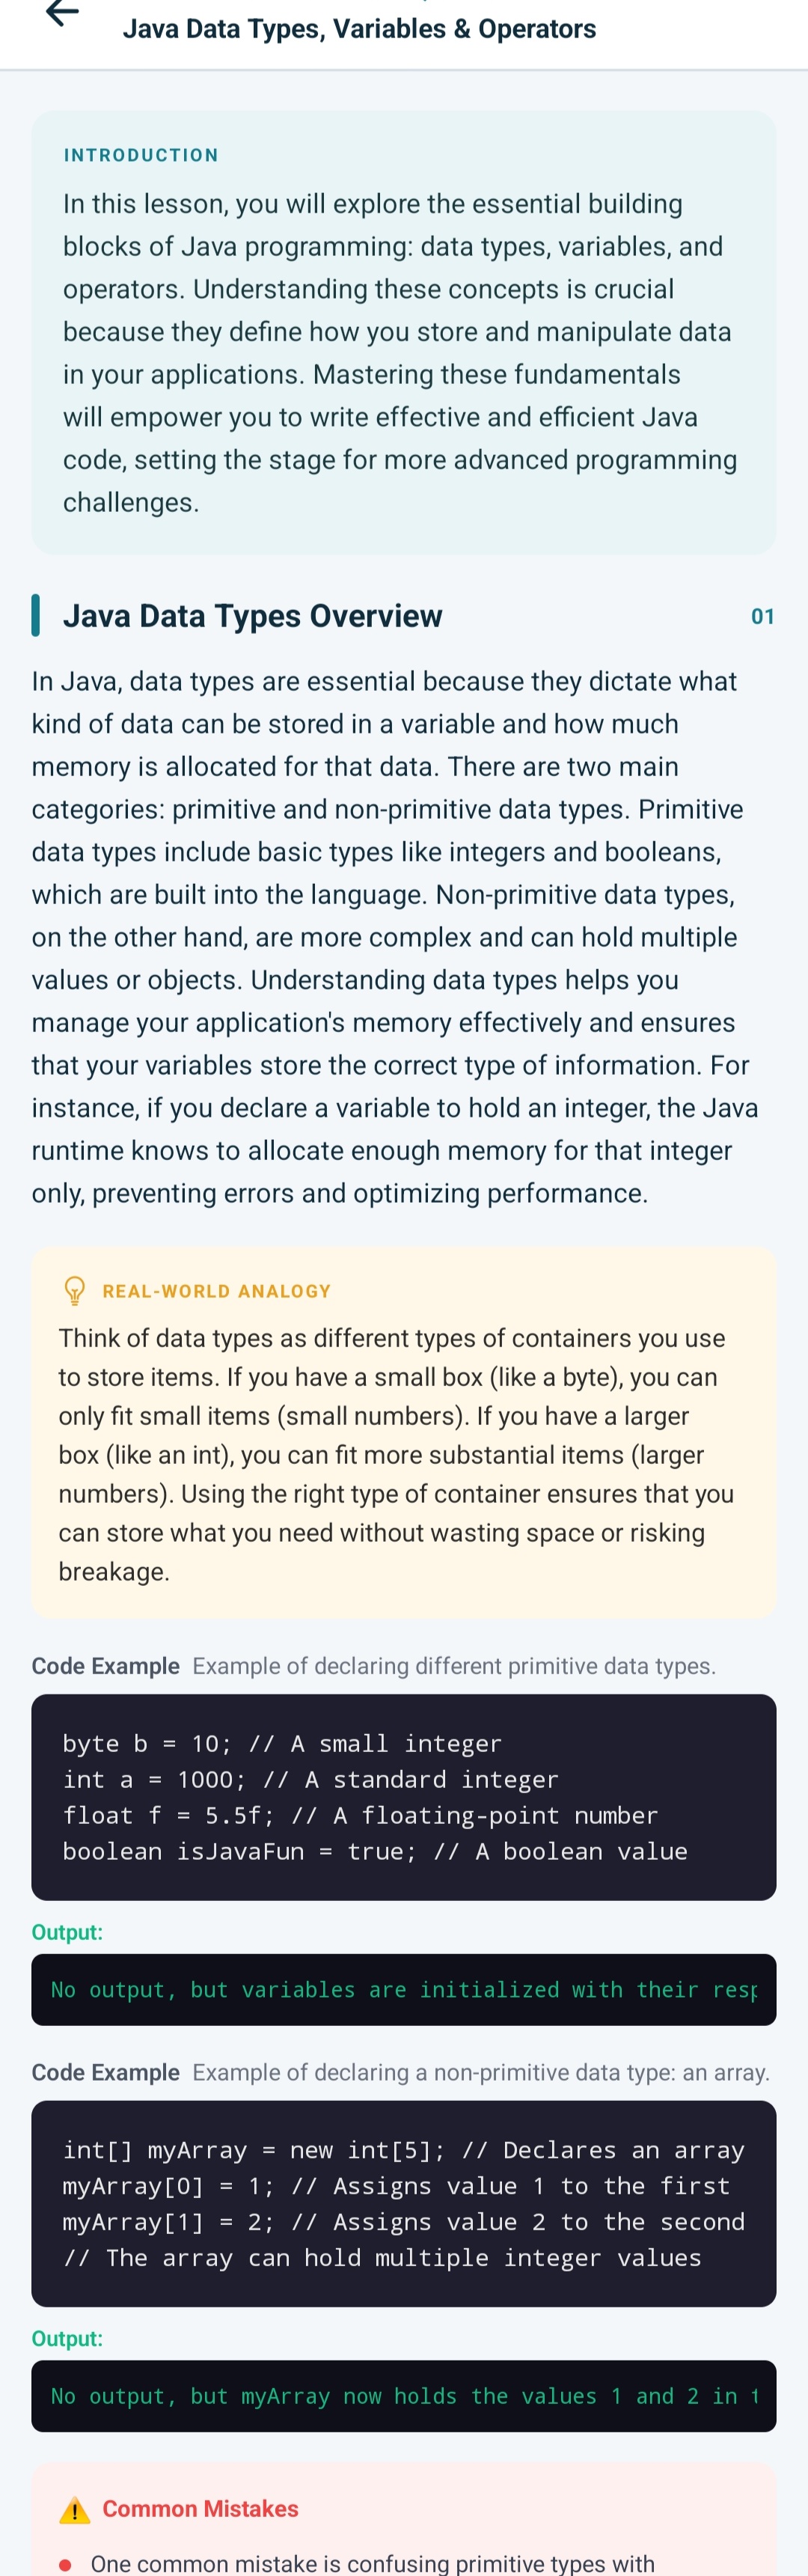 Java Data Types, Variables & Operators
INTRODUCTION
In this lesson, you will explore the essential building
blocks of Java programming: data types, variables, and
operators. Understanding these concepts is crucial
because they define how you store and manipulate data
in your applications. Mastering these fundamentals
will empower you to write effective and efficient Java
code, setting the stage for more advanced programming
challenges.
Java Data Types Overview 01
In Java, data types are essential because they dictate what
kind of data can be stored in a variable and how much
memory is allocated for that data. There are two main
categories: primitive and non-primitive data types. Primitive
data types include basic types like integers and booleans,
which are built into the language. Non-primitive data types,
on the other hand, are more complex and can hold multiple
values or objects. Understanding data types helps you
manage your application's memory effectively and ensures
that your variables store the correct type of information. For
instance, if you declare a variable to hold an integer, the Java
runtime knows to allocate enough memory for that integer
only, preventing errors and optimizing performance.
REAL-WORLD ANALOGY
Think of data types as different types of containers you use
to store items. If you have a small box (like a byte), you can
only fit small items (small numbers). If you have a larger
box (like an int), you can fit more substantial items (larger
numbers). Using the right type of container ensures that you
can store what you need without wasting space or risking
breakage.
Code Example Example of declaring different primitive data types.
byte b = 10; // A small integer
int a = 1000; // A standard integer
float f = 5.5f; // A floating-point number
boolean isJavaFun = true; // A boolean value
Output:
No output, but variables are initialized with their resp
Code Example Example of declaring a non-primitive data type: an array.
int[] myArray = new int[5]; // Declares an array
myArray[0] = 1; // Assigns value 1 to the first
myArray[1] = 2; // Assigns value 2 to the second
// The array can hold multiple integer values
Output:
No output, but myArray now holds the values 1 and 2 in
Common Mistakes
One common mistake is confusing primitive types with